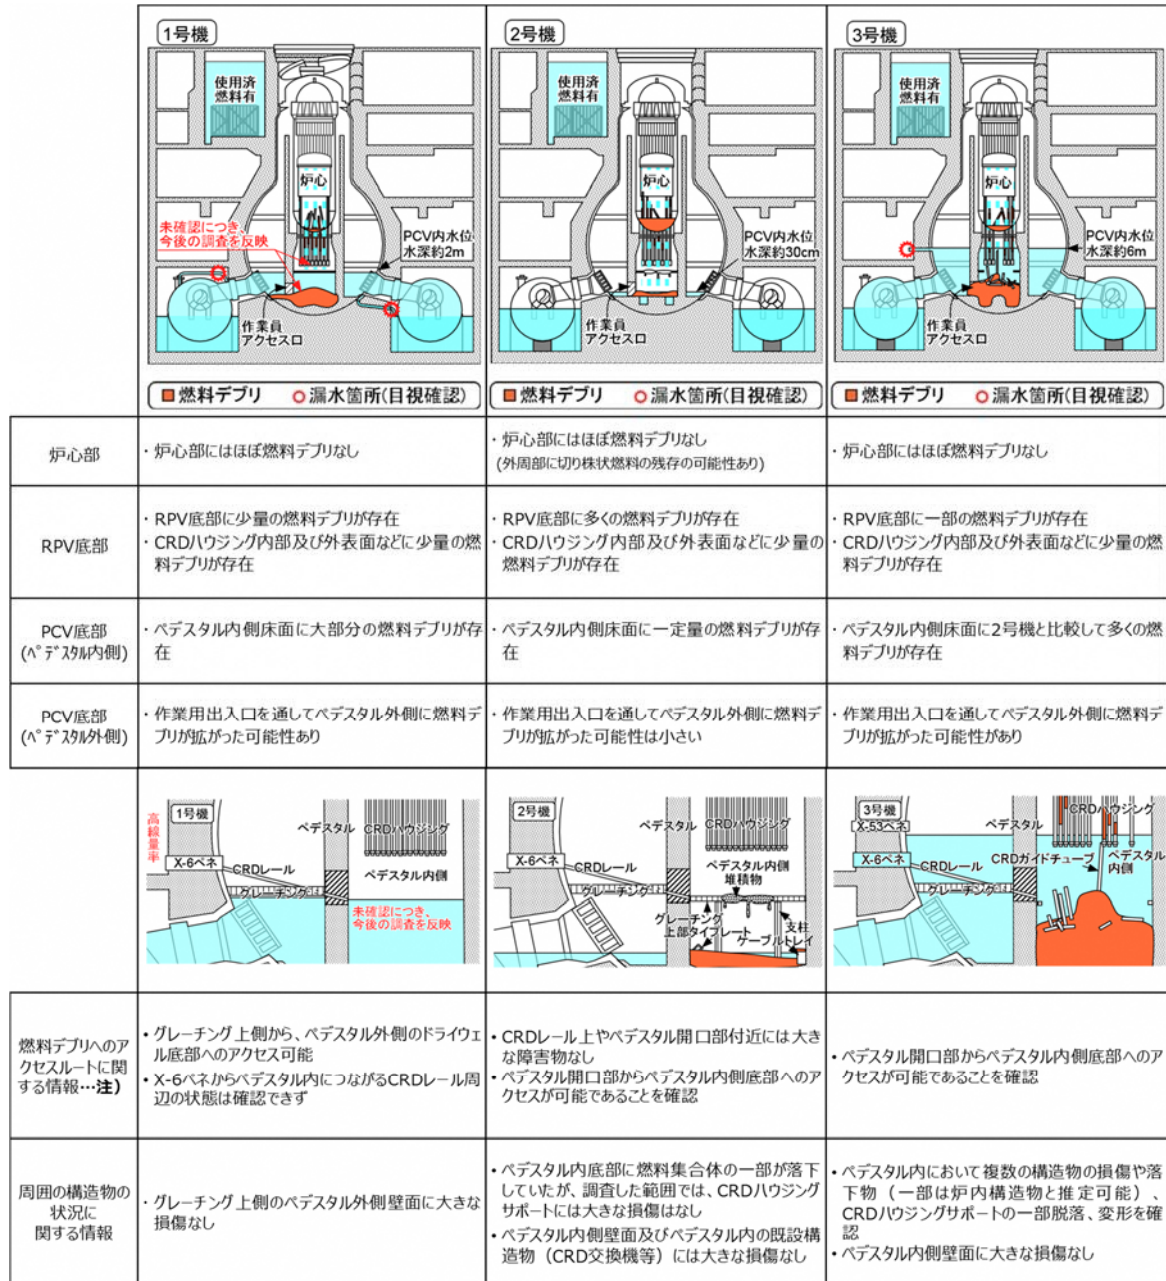 1号機
使用済
燃料有
炉心
未確認につき、
今後の調査を反映
PCV内水位
水深約2m
作業員
アクセス口
燃料デブリ
漏水箇所(目視確認)
2号機
使用済
燃料有
炉心
PCV内水位
水深約30cm
作業員
アクセス口
燃料デブリ
漏水箇所(目視確認)
3号機
使用済
燃料有
炉心
PCV内水位
水深約6m
作業員
アクセス口
燃料デブリ
漏水箇所(目視確認)
炉心部
・炉心部にはほぼ燃料デブリなし
・炉心部にはほぼ燃料デブリなし
(外周部に切り株状燃料の残存の可能性あり)
・炉心部にはほぼ燃料デブリなし
RPV底部
・RPV底部に少量の燃料デブリが存在
・CRDハウジング内部及び外表面などに少量の燃
料デブリが存在
・RPV底部に多くの燃料デブリが存在
・CRDハウジング内部及び外表面などに少量の
燃料デブリが存在
・RPV底部に一部の燃料デブリが存在
・CRDハウジング内部及び外表面などに少量の燃
料デブリが存在
PCV底部
(ペデスタル内側)
・ペデスタル内側床面に大部分の燃料デブリが存
在
・ペデスタル内側床面に一定量の燃料デブリが存
在
・ペデスタル内側床面に2号機と比較して多くの燃
料デブリが存在
PCV底部
(ペデスタル外側)
・作業用出入口を通してペデスタル外側に燃料デ
ブリが拡がった可能性あり
・作業用出入口を通してペデスタル外側に燃料デ
ブリが拡がった可能性は小さい
・作業用出入口を通してペデスタル外側に燃料デ
ブリが拡がった可能性があり
高線量率
1号機
ペデスタル
CRDハウジング
X-6ペネ
CRDレール
ペデスタル内側
グレーチング
未確認につき、
今後の調査を反映
2号機
ペデスタル
CRDハウジング
X-6ペネ
CRDレール
ペデスタル内側
堆積物
グレーチング
グレーチング
支柱
上部タイプレート
ケーブルトレイ
3号機
X-53ペネ
CRDハウジング
ペデスタル
X-6ペネ
CRDレール
CRDガイドチューブ
ペデスタル
内側
グレーチング
燃料デブリへのア
クセスルートに関
する情報…注)
・グレーチング上側から、ペデスタル外側のドライウェ
ル底部へのアクセス可能
・X-6ペネからペデスタル内につながるCRDレール周
辺の状態は確認できず
・CRDレール上やペデスタル開口部付近には大き
な障害物なし
・ペデスタル開口部からペデスタル内側底部へのア
クセスが可能であることを確認
・ペデスタル開口部からペデスタル内側底部へのア
クセスが可能であることを確認
周囲の構造物の
状況に
関する情報
・グレーチング上側のペデスタル外側壁面に大きな
損傷なし
・ペデスタル内底部に燃料集合体の一部が落下
していたが、調査した範囲では、CRDハウジング
サポートには大きな損傷はなし
・ペデスタル内側壁面及びペデスタル内の既設構
造物（CRD交換機等）には大きな損傷なし
・ペデスタル内において複数の構造物の損傷や落
下物（一部は炉内構造物と推定可能）、
CRDハウジングサポートの一部脱落、変形を確
認
・ペデスタル内側壁面に大きな損傷なし